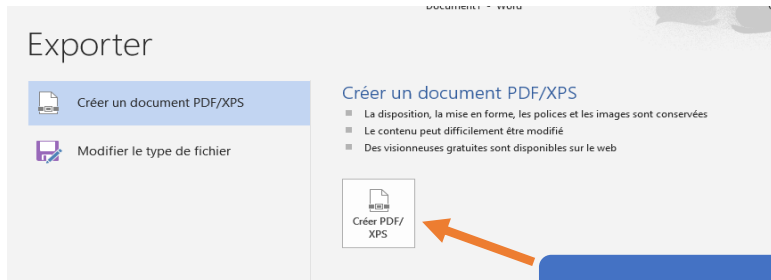 Document1 - Word
Exporter
Créer un document PDF/XPS
Modifier le type de fichier
Créer un document PDF/XPS
La disposition, la mise en forme, les polices et les images sont conservées
Le contenu peut difficilement être modifié
Des visionneuses gratuites sont disponibles sur le web
Créer PDF/
XPS